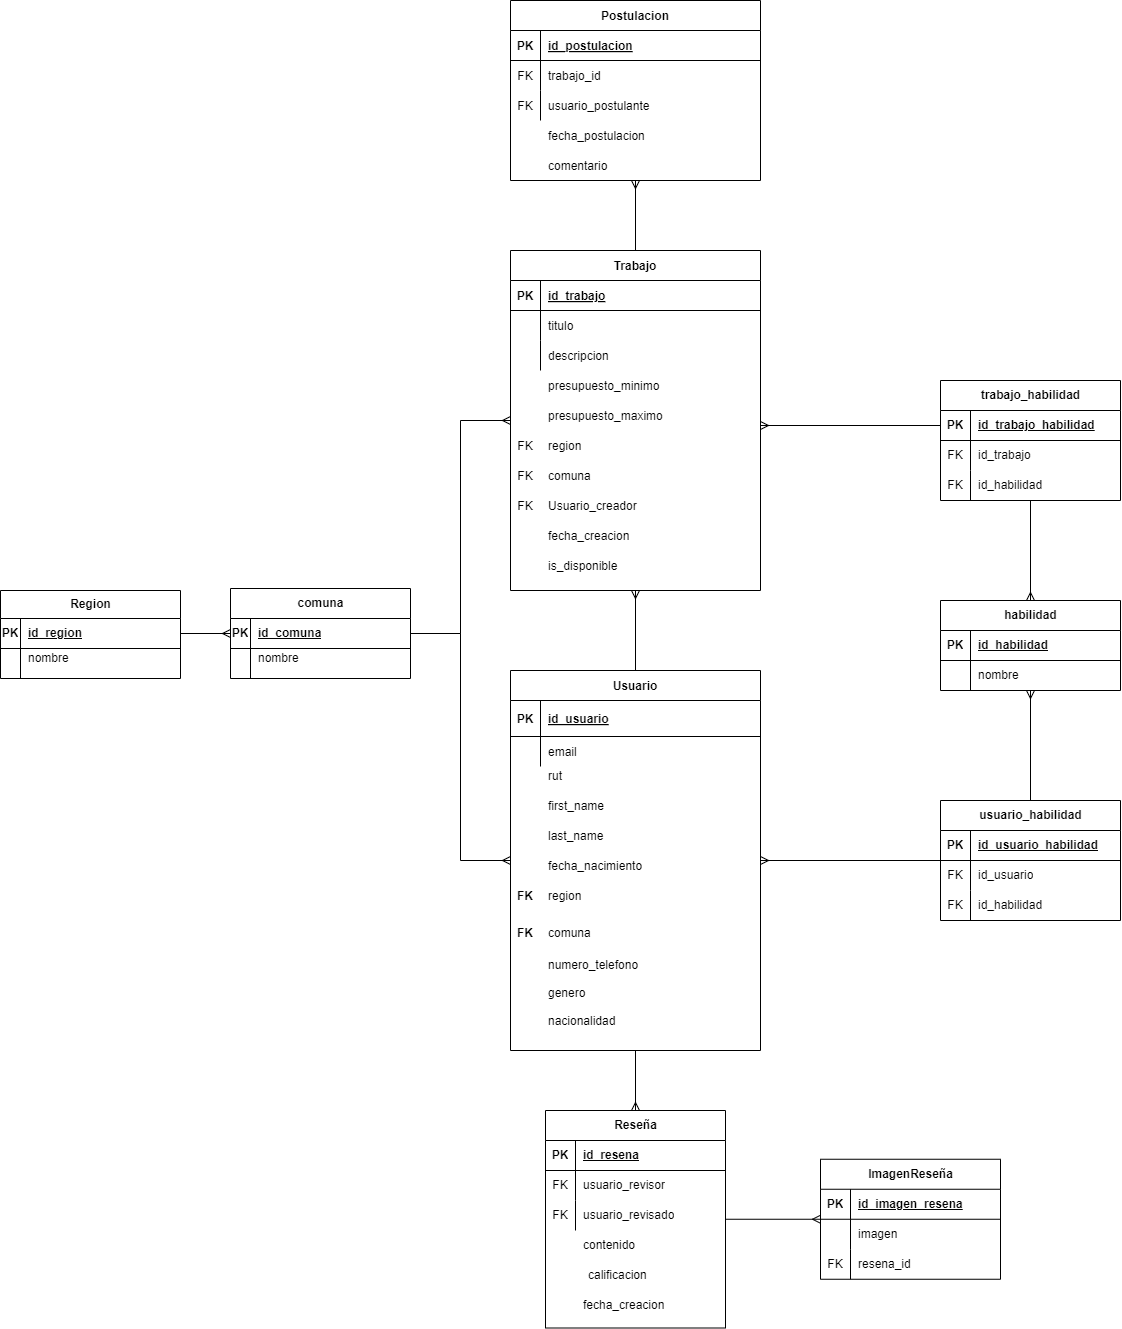 Postulacion
PK id_postulacion
FK trabajo_id
FK usuario_postulante
fecha_postulacion
comentario
Trabajo
PK id_trabajo
titulo
descripcion
presupuesto_minimo
presupuesto_maximo
FK region
FK comuna
FK Usuario_creador
fecha_creacion
is_disponible
trabajo_habilidad
PK id_trabajo_habilidad
FK id_trabajo
FK id_habilidad
Region
PK id_region
nombre
comuna
PK id_comuna
nombre
habilidad
PK id_habilidad
nombre
Usuario
PK id_usuario
email
rut
first_name
last_name
fecha_nacimiento
FK region
FK comuna
numero_telefono
genero
nacionalidad
usuario_habilidad
PK id_usuario_habilidad
FK id_usuario
FK id_habilidad
Reseña
PK id_resena
FK usuario_revisor
FK usuario_revisado
contenido
calificacion
fecha_creacion
ImagenReseña
PK id_imagen_resena
imagen
FK resena_id